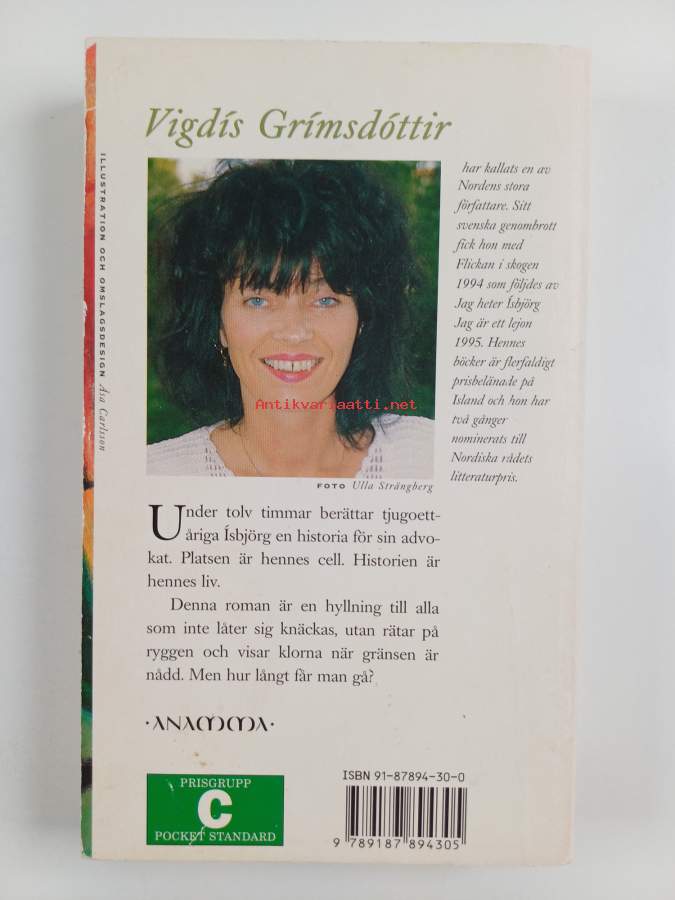 Vigdís Grímsdóttir
ILLUSTRATION OCH OMSLAGSDESIGN Åsa Carlsson
har kallats en av
Nordens stora
författare. Sitt
svenska genombrott
fick hon med
Flickan i skogen
1994 som följdes av
Jag heter Ísbjörg
Jag är ett lejon
1995. Hennes
böcker är flerfaldigt
prisbelönade på
Island och hon har
två gånger
nominerats till
Nordiska rådets
litteraturpris.
Antikvariaatti.net
FOTO Ulla Strängberg
Under tolv timmar berättar tjugoett-
åriga Ísbjörg en historia för sin advo-
kat. Platsen är hennes cell. Historien är
hennes liv.
Denna roman är en hyllning till alla
som inte låter sig knäckas, utan rätar på
ryggen och visar klorna när gränsen är
nådd. Men hur långt får man gå?
·ANAMMA·
PRISGRUPP
C
POCKET STANDARD
ISBN 91-87894-30-0
9 789187 894305